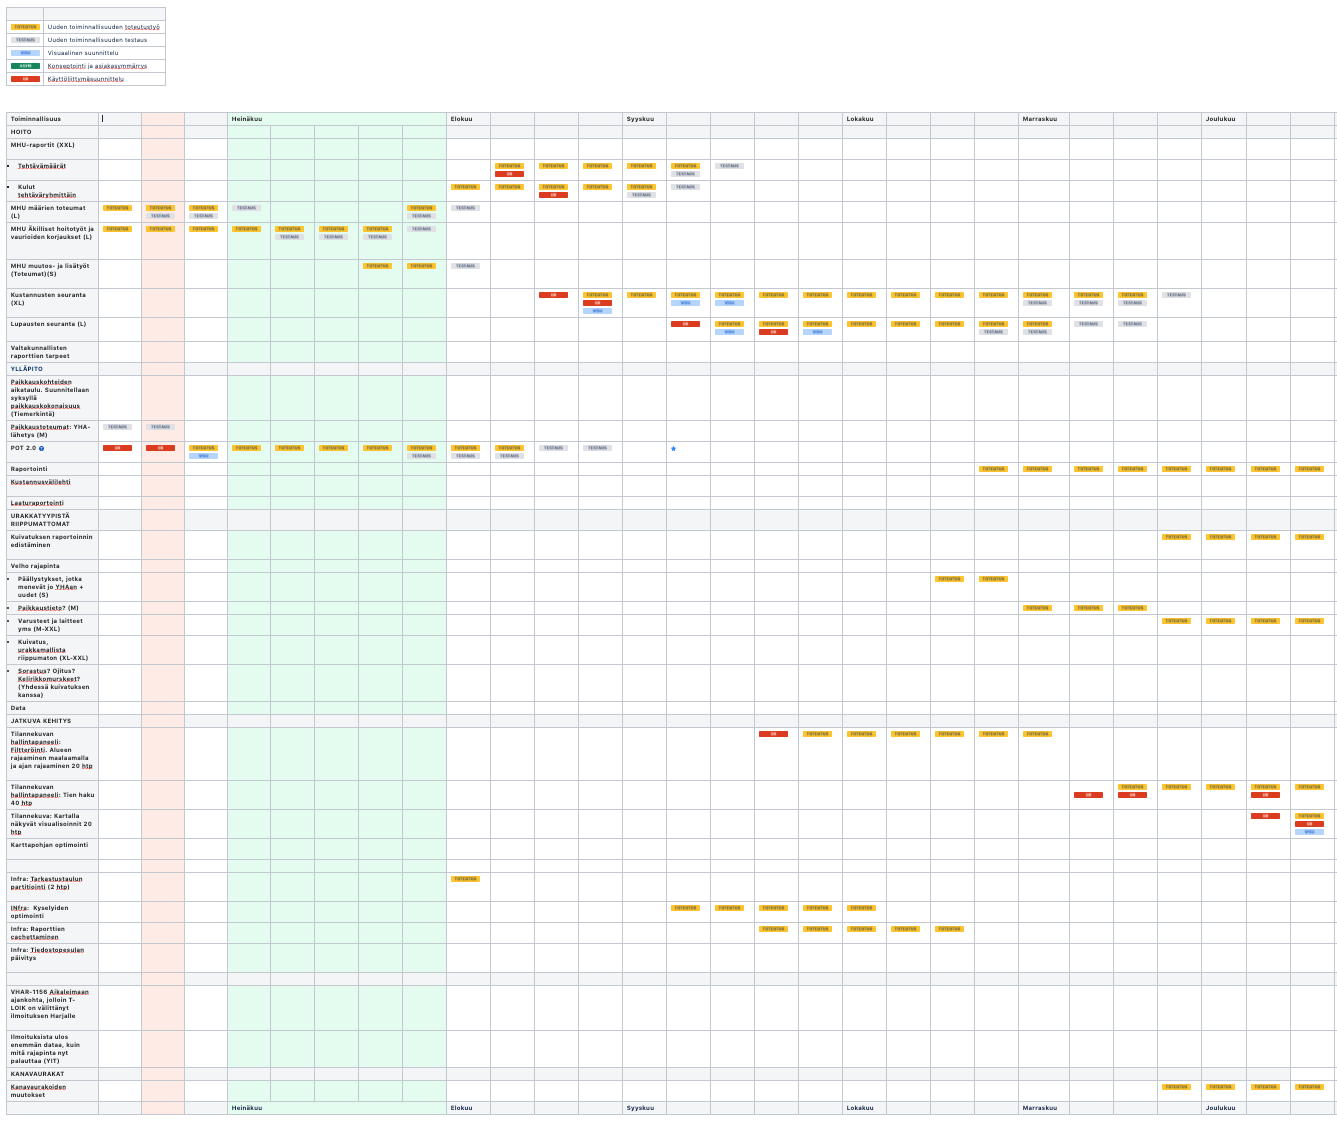 TOTEUTUS Uuden toiminnallisuuden toteutustyö
TESTAUS Uuden toiminnallisuuden testaus
VISU Visuaalinen suunnittelu
Konseptointi ja asiakasymmärrys
UX Käyttöliittymäsuunnittelu
Toiminnallisuus Heinäkuu Elokuu Syyskuu Lokakuu Marraskuu Joulukuu
HOITO
MHU-raportit (XXL)
• Tehtävämäärät TOTEUTUS TOTEUTUS TOTEUTUS TOTEUTUS TOTEUTUS TESTAUS
UX TESTAUS
• Kulut TOTEUTUS TOTEUTUS TOTEUTUS TOTEUTUS TOTEUTUS TESTAUS
tehtäväryhmittäin UX TESTAUS
MHU määrien toteumat TOTEUTUS TOTEUTUS TOTEUTUS TESTAUS TOTEUTUS TESTAUS
(L) TESTAUS TESTAUS TESTAUS
MHU Äkilliset hoitotyöt ja TOTEUTUS TOTEUTUS TOTEUTUS TOTEUTUS TOTEUTUS TOTEUTUS TOTEUTUS TESTAUS
vaurioiden korjaukset (L) TESTAUS TESTAUS TESTAUS
MHU muutos- ja lisätyöt TOTEUTUS TOTEUTUS TESTAUS
(Toteumat)(S)
Kustannusten seuranta UX TOTEUTUS TOTEUTUS TOTEUTUS TOTEUTUS TOTEUTUS TOTEUTUS TOTEUTUS TOTEUTUS TOTEUTUS TOTEUTUS TOTEUTUS TOTEUTUS TOTEUTUS TESTAUS
(XL) UX VISU VISU TESTAUS TESTAUS TESTAUS
VISU
Lupausten seuranta (L) UX TOTEUTUS TOTEUTUS TOTEUTUS TOTEUTUS TOTEUTUS TOTEUTUS TOTEUTUS TOTEUTUS TESTAUS TESTAUS
VISU UX VISU TESTAUS TESTAUS
Valtakunnallisten
raporttien tarpeet
YLLÄPITO
Paikkauskohteiden
aikataulu. Suunnitellaan
syksyllä
paikkauskokonaisuus
(Tiemerkintä)
Paikkaustoteumat: YHA- TESTAUS TESTAUS
lähetys (M)
POT 2.0 UX UX TOTEUTUS TOTEUTUS TOTEUTUS TOTEUTUS TOTEUTUS TOTEUTUS TOTEUTUS TOTEUTUS TESTAUS TESTAUS
VISU TESTAUS TESTAUS TESTAUS
Raportointi TOTEUTUS TOTEUTUS TOTEUTUS TOTEUTUS TOTEUTUS TOTEUTUS TOTEUTUS TOTEUTUS
Kustannusvälilehti
Laaturaportointi
URAKKATYYPISTÄ
RIIPPUMATTOMAT
Kuivatuksen raportoinnin TOTEUTUS TOTEUTUS TOTEUTUS TOTEUTUS
edistäminen
Velho rajapinta
• Päällystykset, jotka TOTEUTUS TOTEUTUS
menevät jo YHAan +
uudet (S)
• Paikkaustieto? (M) TOTEUTUS TOTEUTUS TOTEUTUS
• Varusteet ja laitteet TOTEUTUS TOTEUTUS TOTEUTUS TOTEUTUS
yms (M-XXL)
• Kuivatus,
urakkamallista
riippumaton (XL-XXL)
• Sorastus? Ojitus?
Kelirikkomurskeet?
(Yhdessä kuivatuksen
kanssa)
Data
JATKUVA KEHITYS
Tilannekuvan UX TOTEUTUS TOTEUTUS TOTEUTUS TOTEUTUS TOTEUTUS TOTEUTUS
hallintapaneeli:
Filtteröinti. Alueen
rajaaminen maalaamalla
ja ajan rajaaminen 20 htp
Tilannekuvan TOTEUTUS TOTEUTUS TOTEUTUS TOTEUTUS TOTEUTUS
hallintapaneeli: Tien haku UX UX UX
40 htp
Tilannekuva: Kartalla UX TOTEUTUS
näkyvät visualisoinnit 20 UX
htp VISU
Karttapohjan optimointi
Infra: Tarkastustaulun TOTEUTUS
partitiointi (2 htp)
INfra: Kyselyiden TOTEUTUS TOTEUTUS TOTEUTUS TOTEUTUS TOTEUTUS
optimointi
Infra: Raporttien TOTEUTUS TOTEUTUS TOTEUTUS TOTEUTUS TOTEUTUS
cachettaminen
Infra: Tiedostopesulan
päivitys
VHAR-1156 Aikaleimaan
ajankohta, jolloin T-
LOIK on välittänyt
ilmoituksen Harjalle
Ilmoituksista ulos
enemmän dataa, kuin
mitä rajapinta nyt
palauttaa (YIT)
KANAVAURAKAT
Kanavaurakoiden TOTEUTUS TOTEUTUS TOTEUTUS TOTEUTUS
muutokset
Heinäkuu Elokuu Syyskuu Lokakuu Marraskuu Joulukuu